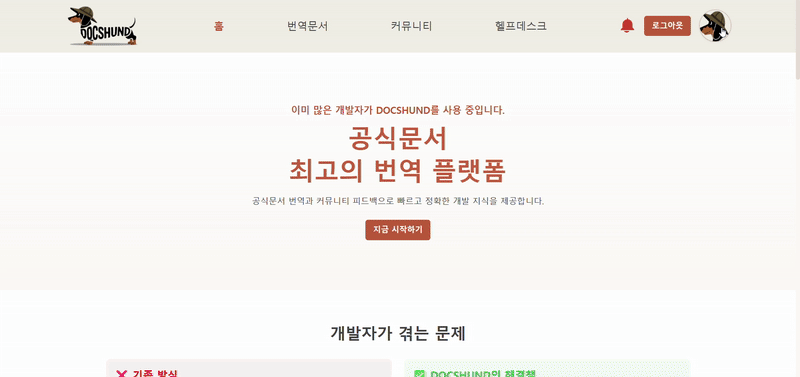 DOCSHUND
홈
번역문서
커뮤니티
헬프데스크
로그아웃
이미 많은 개발자가 DOCSHUND를 사용 중입니다.
공식문서
최고의 번역 플랫폼
공식문서 번역과 커뮤니티 피드백으로 빠르고 정확한 개발 지식을 제공합니다.
지금 시작하기
개발자가 겪는 문제
기존 방식
DOCSHUND의 해결책